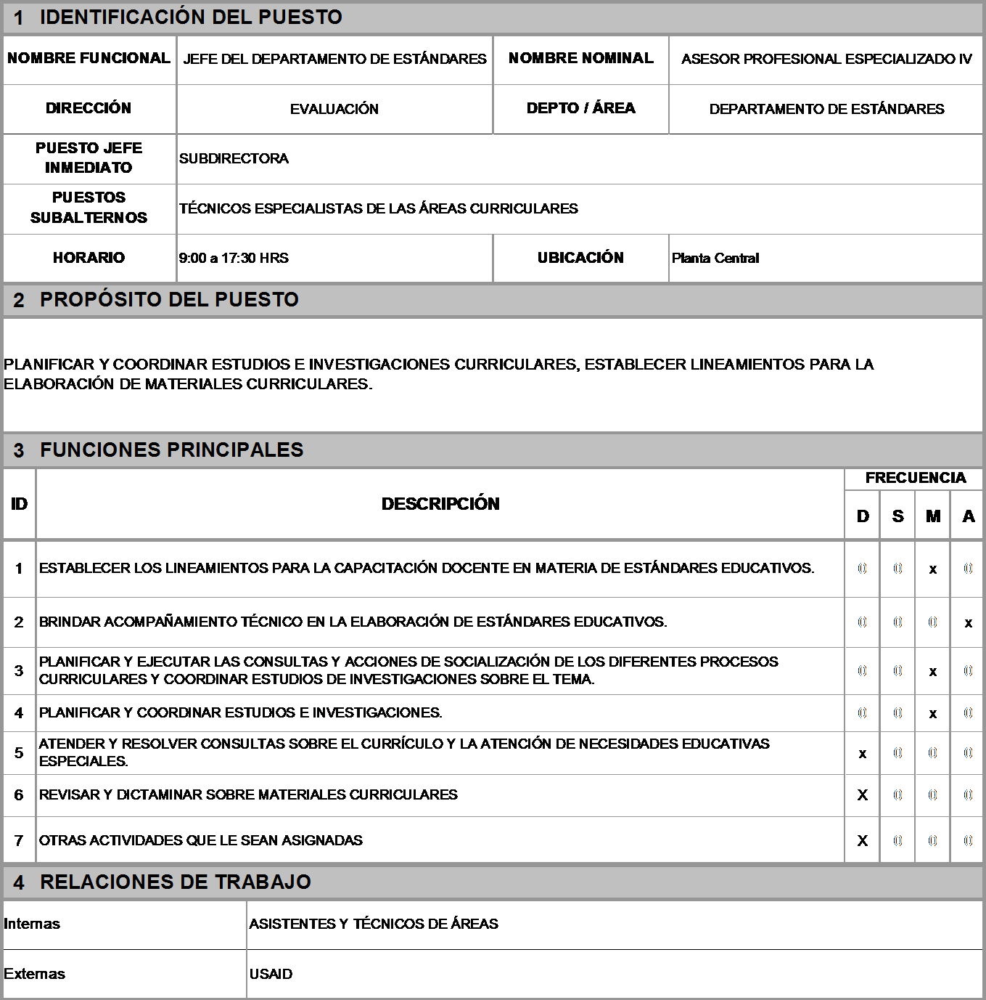 1 IDENTIFICACIÓN DEL PUESTO
NOMBRE FUNCIONAL JEFE DEL DEPARTAMENTO DE ESTÁNDARES NOMBRE NOMINAL ASESOR PROFESIONAL ESPECIALIZADO IV
DIRECCIÓN EVALUACIÓN DEPTO / ÁREA DEPARTAMENTO DE ESTÁNDARES
PUESTO JEFE
INMEDIATO
SUBDIRECTORA
PUESTOS
SUBALTERNOS
TÉCNICOS ESPECIALISTAS DE LAS ÁREAS CURRICULARES
HORARIO 9:00 a 17:30 HRS UBICACIÓN Planta Central
2 PROPÓSITO DEL PUESTO
PLANIFICAR Y COORDINAR ESTUDIOS E INVESTIGACIONES CURRICULARES, ESTABLECER LINEAMIENTOS PARA LA
ELABORACIÓN DE MATERIALES CURRICULARES.
3 FUNCIONES PRINCIPALES
ID DESCRIPCIÓN FRECUENCIA
D S M A
1 ESTABLECER LOS LINEAMIENTOS PARA LA CAPACITACIÓN DOCENTE EN MATERIA DE ESTÁNDARES EDUCATIVOS. 0 0 x 0
2 BRINDAR ACOMPAÑAMIENTO TÉCNICO EN LA ELABORACIÓN DE ESTÁNDARES EDUCATIVOS. 0 0 0 x
3 PLANIFICAR Y EJECUTAR LAS CONSULTAS Y ACCIONES DE SOCIALIZACIÓN DE LOS DIFERENTES PROCESOS
CURRICULARES Y COORDINAR ESTUDIOS DE INVESTIGACIONES SOBRE EL TEMA. 0 0 x 0
4 PLANIFICAR Y COORDINAR ESTUDIOS E INVESTIGACIONES. 0 0 x 0
5 ATENDER Y RESOLVER CONSULTAS SOBRE EL CURRÍCULO Y LA ATENCIÓN DE NECESIDADES EDUCATIVAS
ESPECIALES. x 0 0 0
6 REVISAR Y DICTAMINAR SOBRE MATERIALES CURRICULARES X 0 0 0
7 OTRAS ACTIVIDADES QUE LE SEAN ASIGNADAS X 0 0 0
4 RELACIONES DE TRABAJO
Internas ASISTENTES Y TÉCNICOS DE ÁREAS
Externas USAID